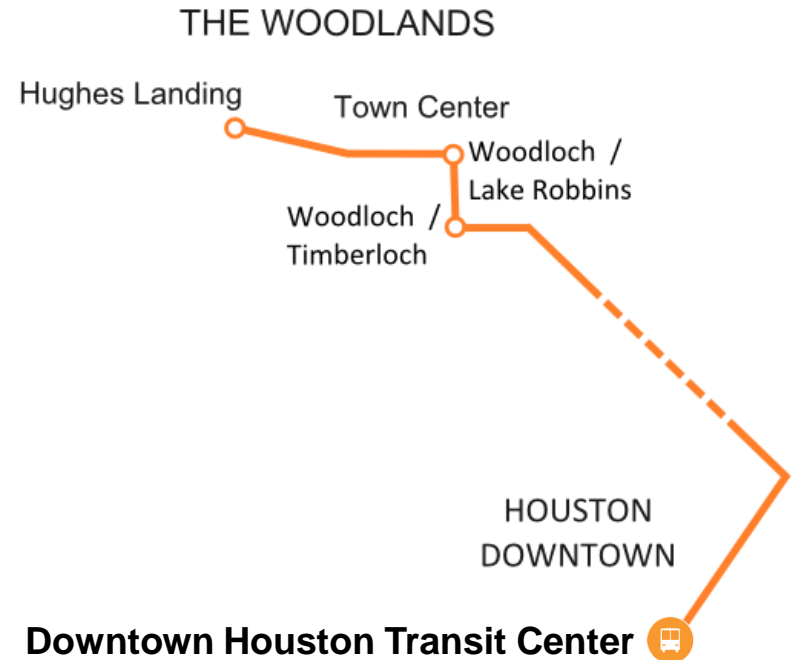 THE WOODLANDS
Hughes Landing
Town Center
Woodloch /
Lake Robbins
Woodloch /
Timberloch
HOUSTON
DOWNTOWN
Downtown Houston Transit Center